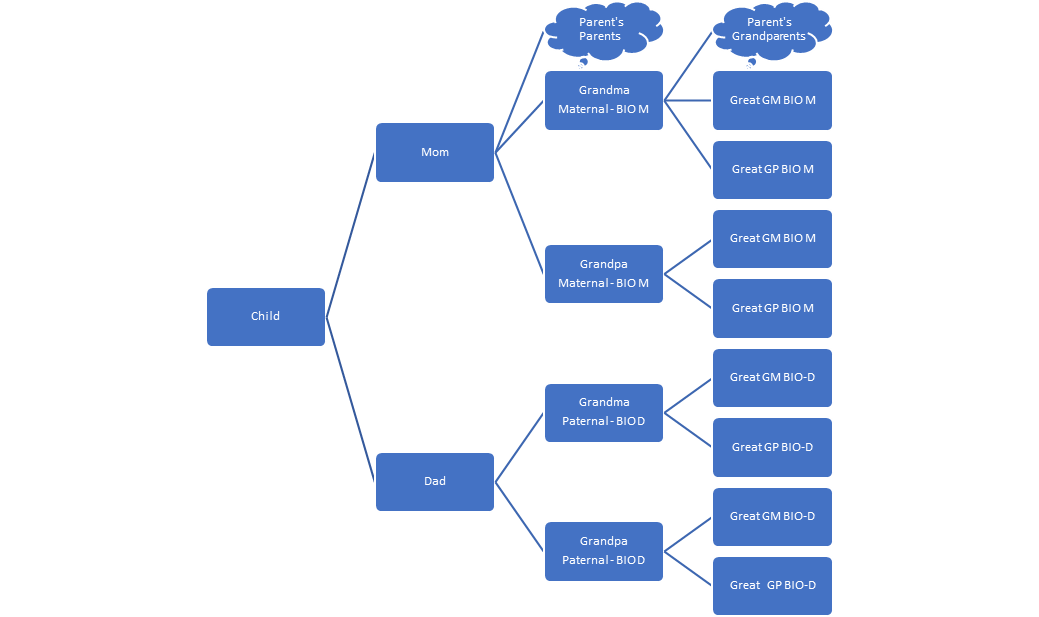 Parent's
Parents
Parent's
Grandparents
Grandma
Maternal - BIO M
Great GM BIO M
Mom
Great GP BIO M
Great GM BIO M
Grandpa
Maternal - BIO M
Great GP BIO M
Child
Great GM BIO-D
Grandma
Paternal - BIO D
Great GP BIO-D
Dad
Great GM BIO-D
Grandpa
Paternal - BIO D
Great GP BIO-D